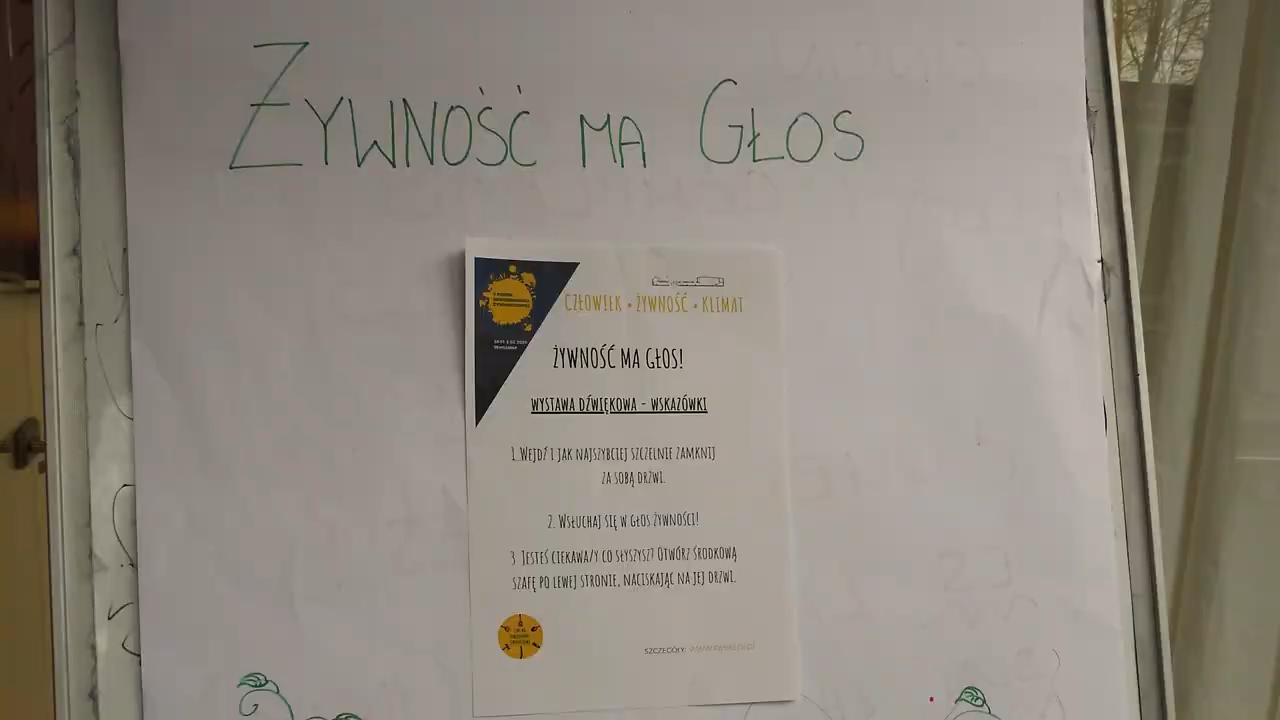 ŻYWNOŚĆ MA GŁOS
CZŁOWIEK • ŻYWNOŚĆ • KLIMAT
ŻYWNOŚĆ MA GŁOS!
WYSTAWA DŹWIĘKOWA - WSKAZÓWKI
1. WEJDŹ I JAK NAJSZYBCIEJ SZCZELNIE ZAMKNIJ
ZA SOBĄ DRZWI.
2. WSŁUCHAJ SIĘ W GŁOS ŻYWNOŚCI!
3 JESTEŚ CIEKAWA/Y CO SŁYSZYSZ? OTWÓRZ ŚRODKOWĄ
SZAFĘ PO LEWEJ STRONIE, NACISKAJĄC NA JEJ DRZWI.
SZCZEGÓŁY: